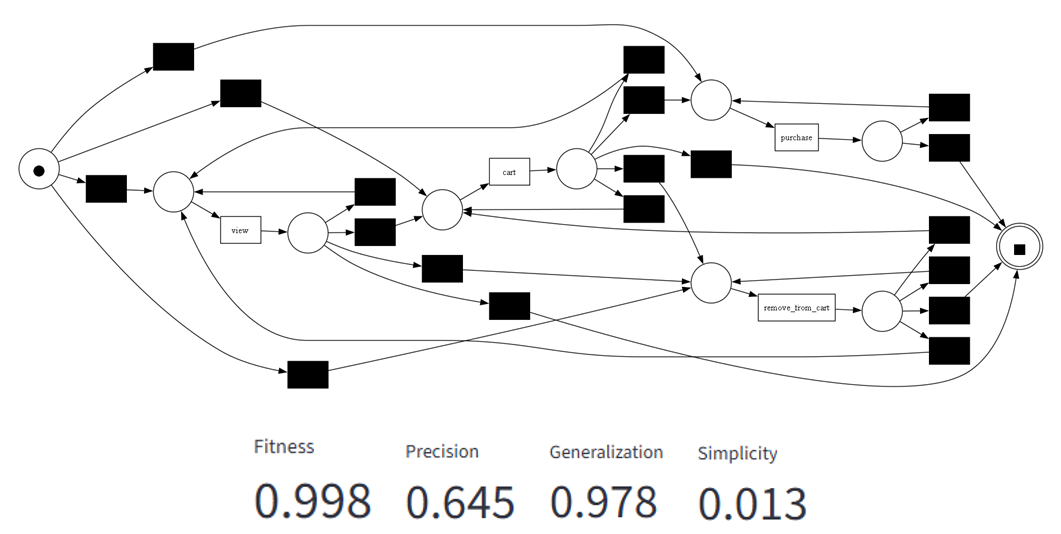 cart
purchase
view
remove_from_cart
Fitness Precision Generalization Simplicity
0.998 0.645 0.978 0.013